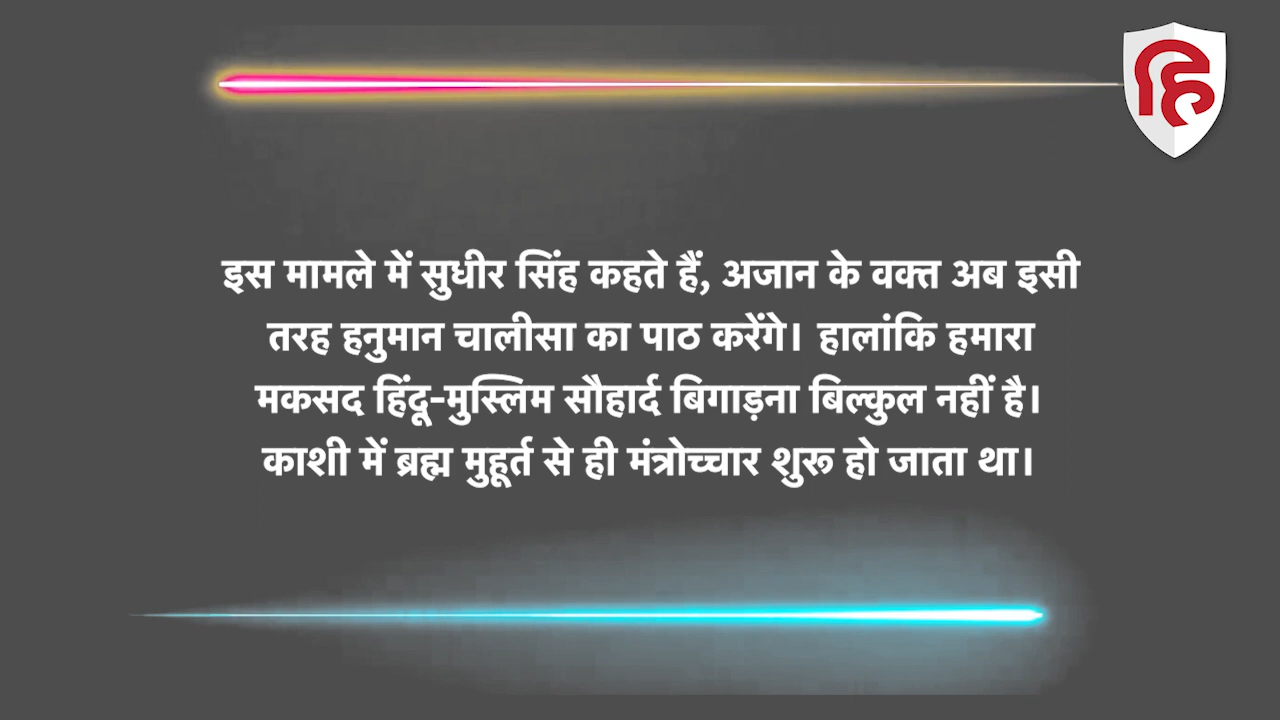 हि
इस मामले में सुधीर सिंह कहते हैं, अजान के वक्त अब इसी
तरह हनुमान चालीसा का पाठ करेंगे। हालांकि हमारा
मकसद हिंदू-मुस्लिम सौहार्द बिगाड़ना बिल्कुल नहीं है।
काशी में ब्रह्म मुहूर्त से ही मंत्रोच्चार शुरू हो जाता था।